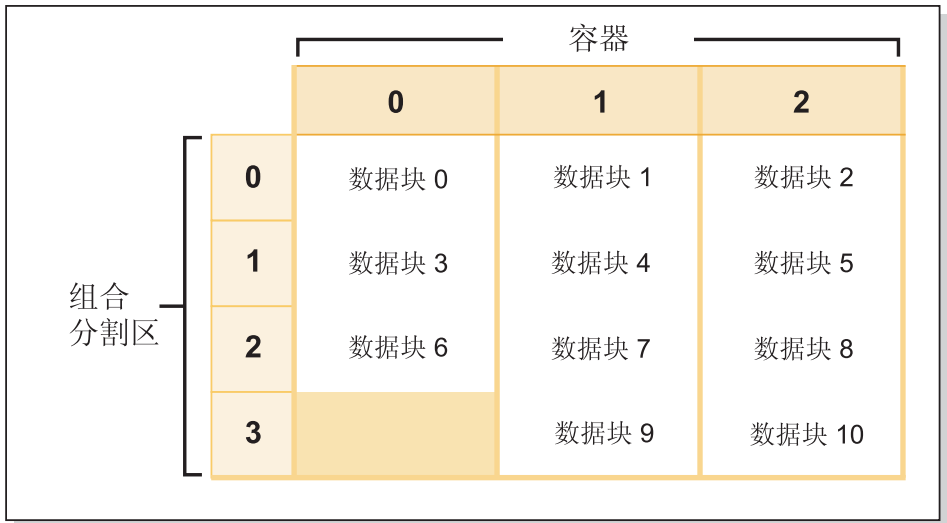 容器
0 1 2
0 数据块 0 数据块 1 数据块 2
1 数据块 3 数据块 4 数据块 5
组合
分割区
2 数据块 6 数据块 7 数据块 8
3 数据块 9 数据块 10